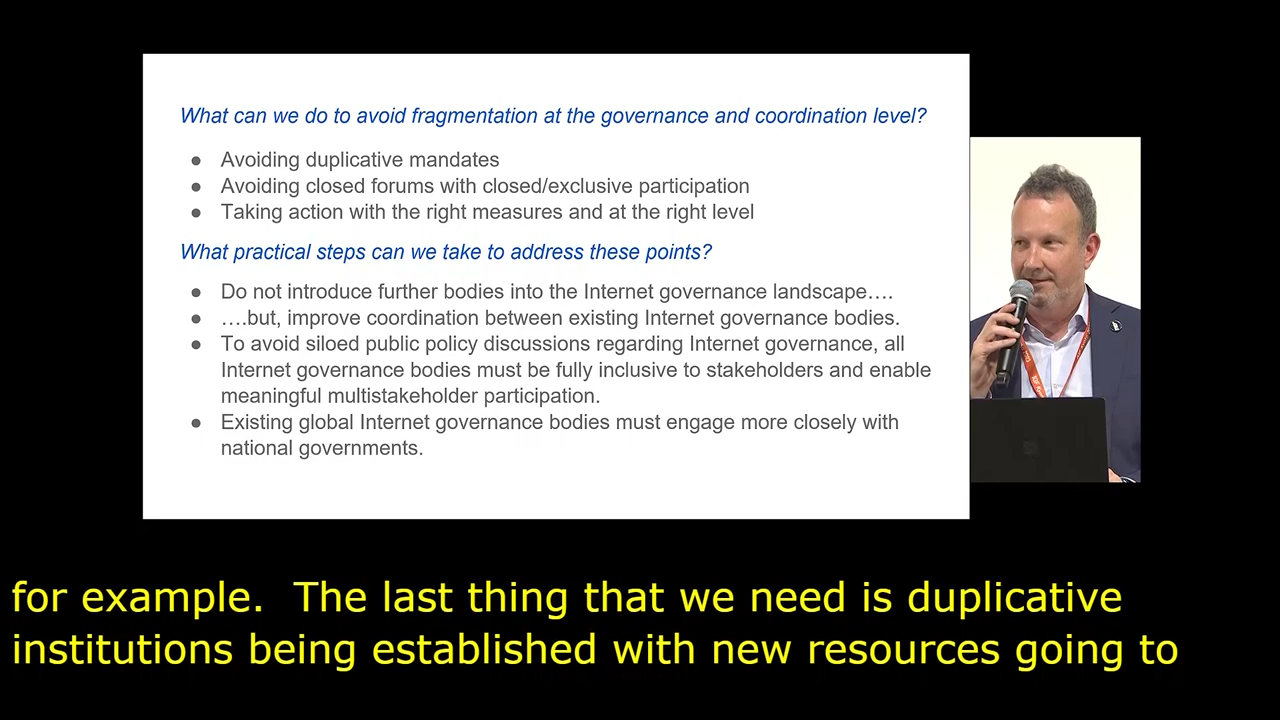 What can we do to avoid fragmentation at the governance and coordination level?
● Avoiding duplicative mandates
● Avoiding closed forums with closed/exclusive participation
● Taking action with the right measures and at the right level
What practical steps can we take to address these points?
● Do not introduce further bodies into the Internet governance landscape….
● ….but, improve coordination between existing Internet governance bodies.
● To avoid siloed public policy discussions regarding Internet governance, all
Internet governance bodies must be fully inclusive to stakeholders and enable
meaningful multistakeholder participation.
● Existing global Internet governance bodies must engage more closely with
national governments.
for example.  The last thing that we need is duplicative
institutions being established with new resources going to